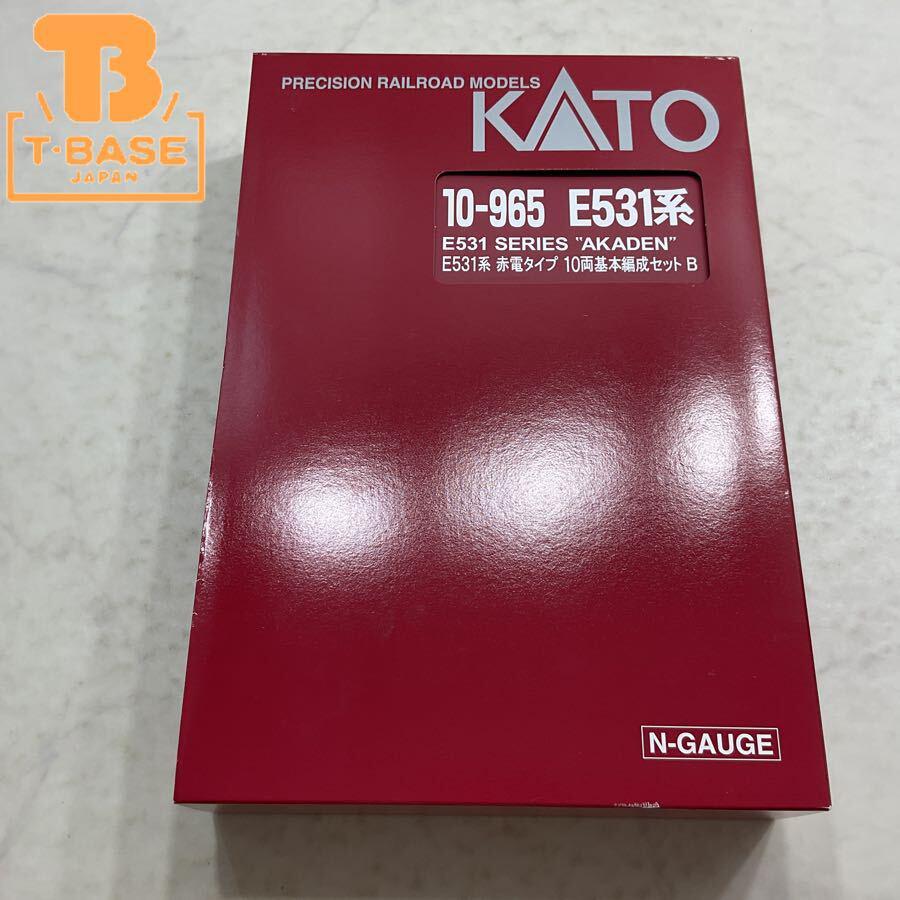 B
T·BASE
JAPAN
PRECISION RAILROAD MODELS
KATO
10-965 E531系
E531 SERIES "AKADEN"
E531系 赤電タイプ 10両基本編成セット B
N-GAUGE